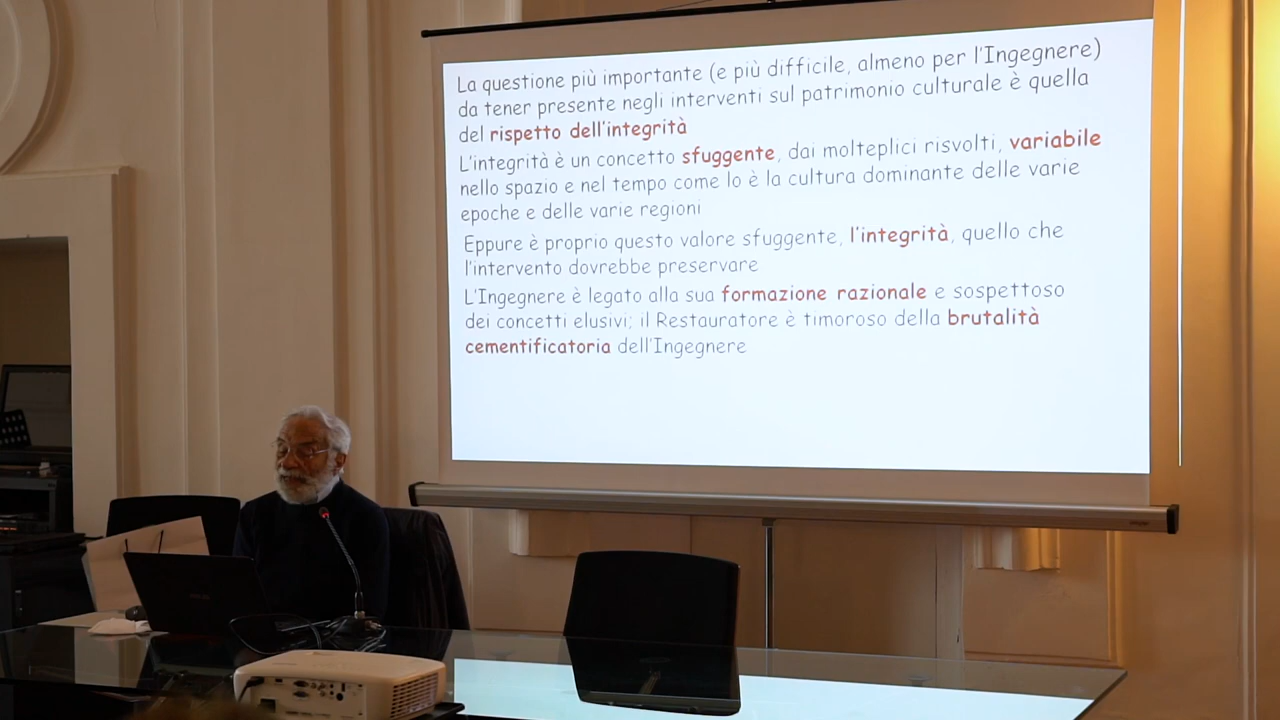 La questione più importante (e più difficile, almeno per l'Ingegnere)
da tener presente negli interventi sul patrimonio culturale è quella
del rispetto dell'integrità
L'integrità è un concetto sfuggente, dai molteplici risvolti, variabile
nello spazio e nel tempo come lo è la cultura dominante delle varie
epoche e delle varie regioni
Eppure è proprio questo valore sfuggente, l'integrità, quello che
l'intervento dovrebbe preservare
L'Ingegnere è legato alla sua formazione razionale e sospettoso
dei concetti elusivi; il Restauratore è timoroso della brutalità
cementificatoria dell'Ingegnere